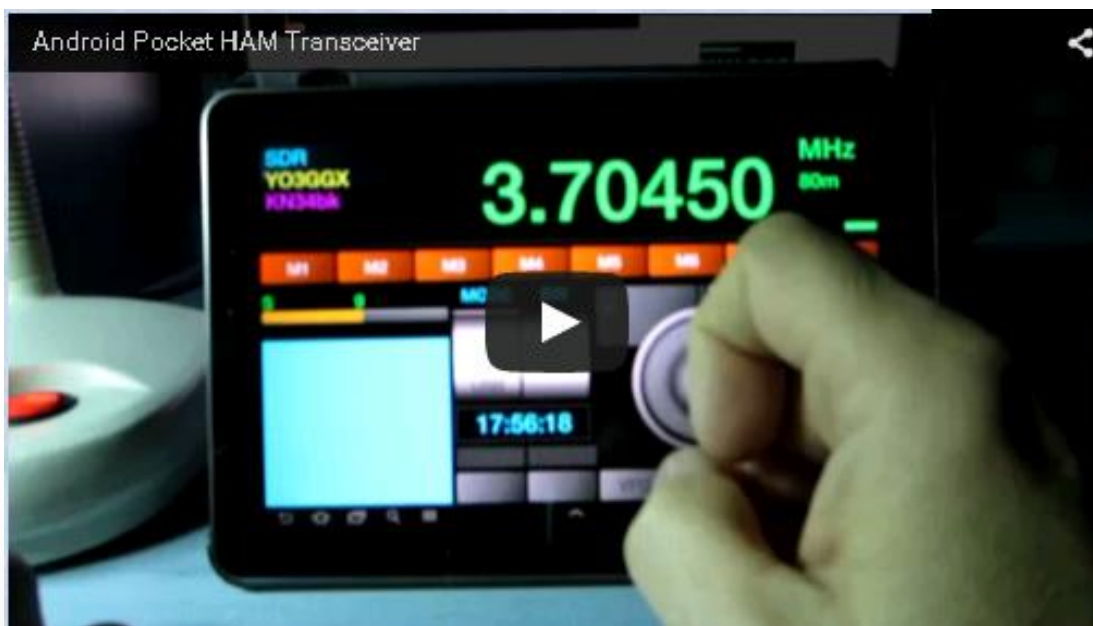 Android Pocket HAM Transceiver
SDR
YO3GGX
KN34bk
3.70450
MHz
80m
M1 M2 M3 M4 M5 M6
S 9
17:56:18